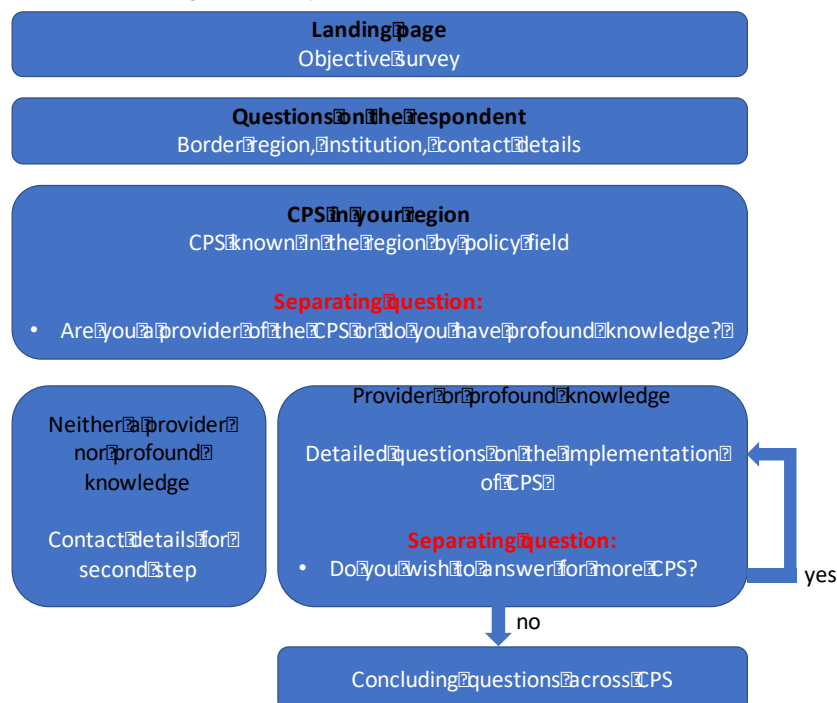 Landing page
Objective survey
Questions on the respondent
Border region, institution, contact details
CPS in your region
CPS known in the region by policy field
Separating question:
• Are you a provider of the CPS or do you have profound knowledge?
Neither a provider
nor profound
knowledge
Contact details for
second step
Provider or profound knowledge
Detailed questions on the implementation
of CPS
Separating question:
• Do you wish to answer for more CPS?
yes
no
Concluding questions across CPS